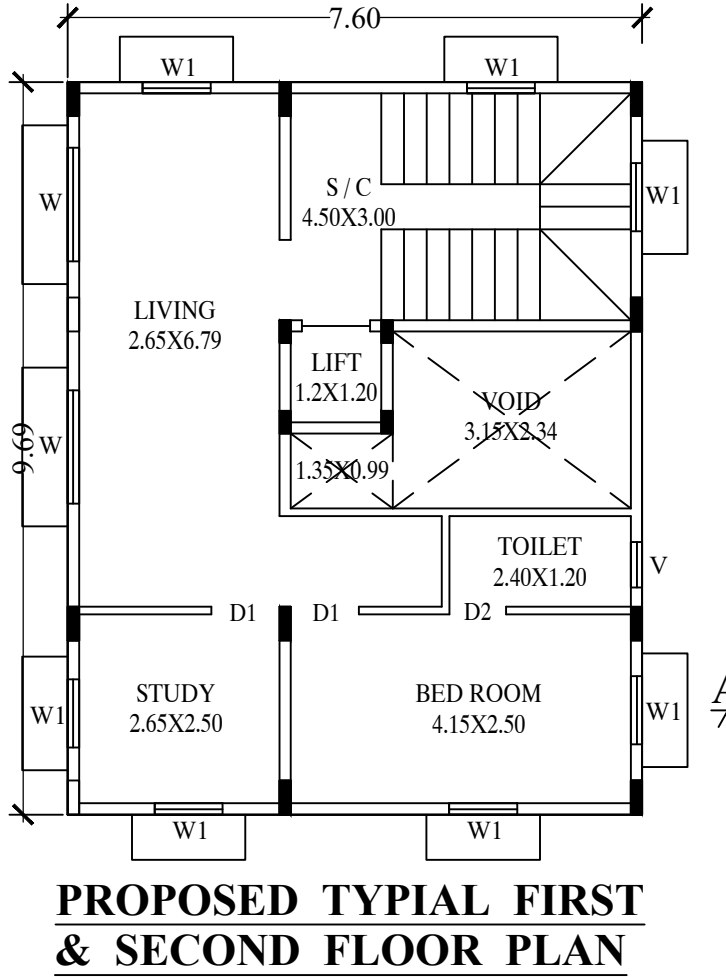 7.60
W1
W1
W
S / C
4.50X3.00
W1
LIVING
2.65X6.79
LIFT
1.2X1.20
VOID
3.15X2.34
9.69
W
1.35X0.99
TOILET
2.40X1.20
V
D1
D1
D2
STUDY
2.65X2.50
BED ROOM
4.15X2.50
W1
W1
A
W1
W1
PROPOSED TYPIAL FIRST
& SECOND FLOOR PLAN